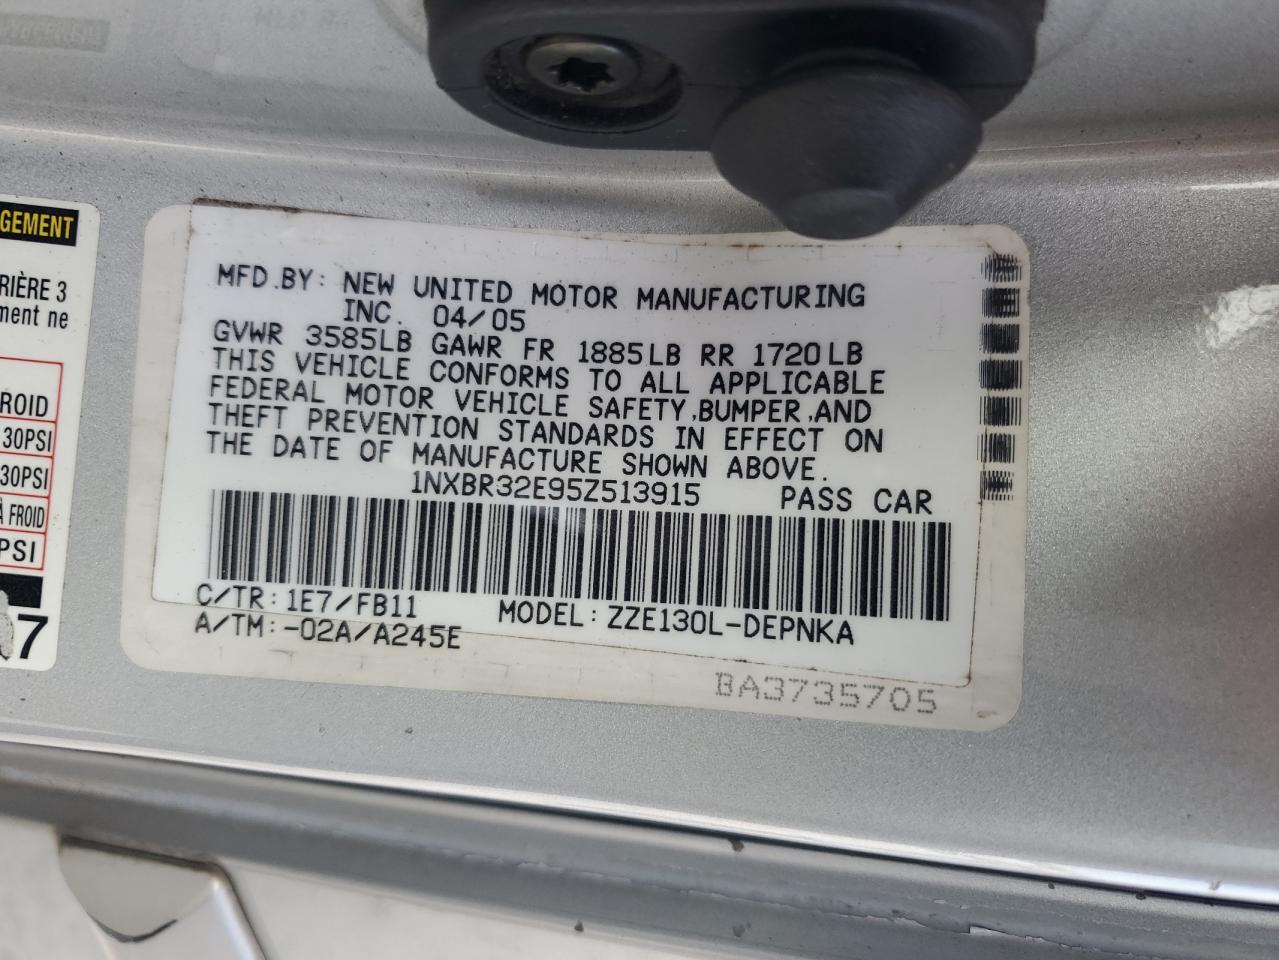 GEMENT
RIÈRE 3
ment ne
ROID
30PSI
30PSI
À FROID
PSI
7
MFD.BY: NEW UNITED MOTOR MANUFACTURING
INC. 04/05
GVWR 3585LB GAWR FR 1885LB RR 1720LB
THIS VEHICLE CONFORMS TO ALL APPLICABLE
FEDERAL MOTOR VEHICLE SAFETY,BUMPER,AND
THEFT PREVENTION STANDARDS IN EFFECT ON
THE DATE OF MANUFACTURE SHOWN ABOVE.
1NXBR32E95Z513915 PASS CAR
C/TR:1E7/FB11 MODEL:ZZE130L-DEPNKA
A/TM:-02A/A245E
BA3735705